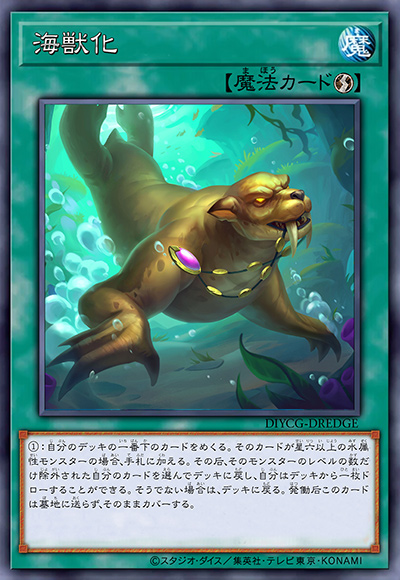 海獣化
魔
【魔法カード】
DIYCG-DREDGE
①:自分のデッキの一番下のカードをめくる。そのカードが星六以上の水属
性モンスターの場合、手札に加える。その后、そのモンスターのレベルの数だ
け除外された自分のカードを選んでデッキに戻し、自分はデッキから一枚ド
ローすることができる。そうでない場合は、デッキに戻る。発動后このカード
は墓地に送らず、そのままカバーする。
©スタジオ・ダイス/集英社・テレビ東京・KONAMI